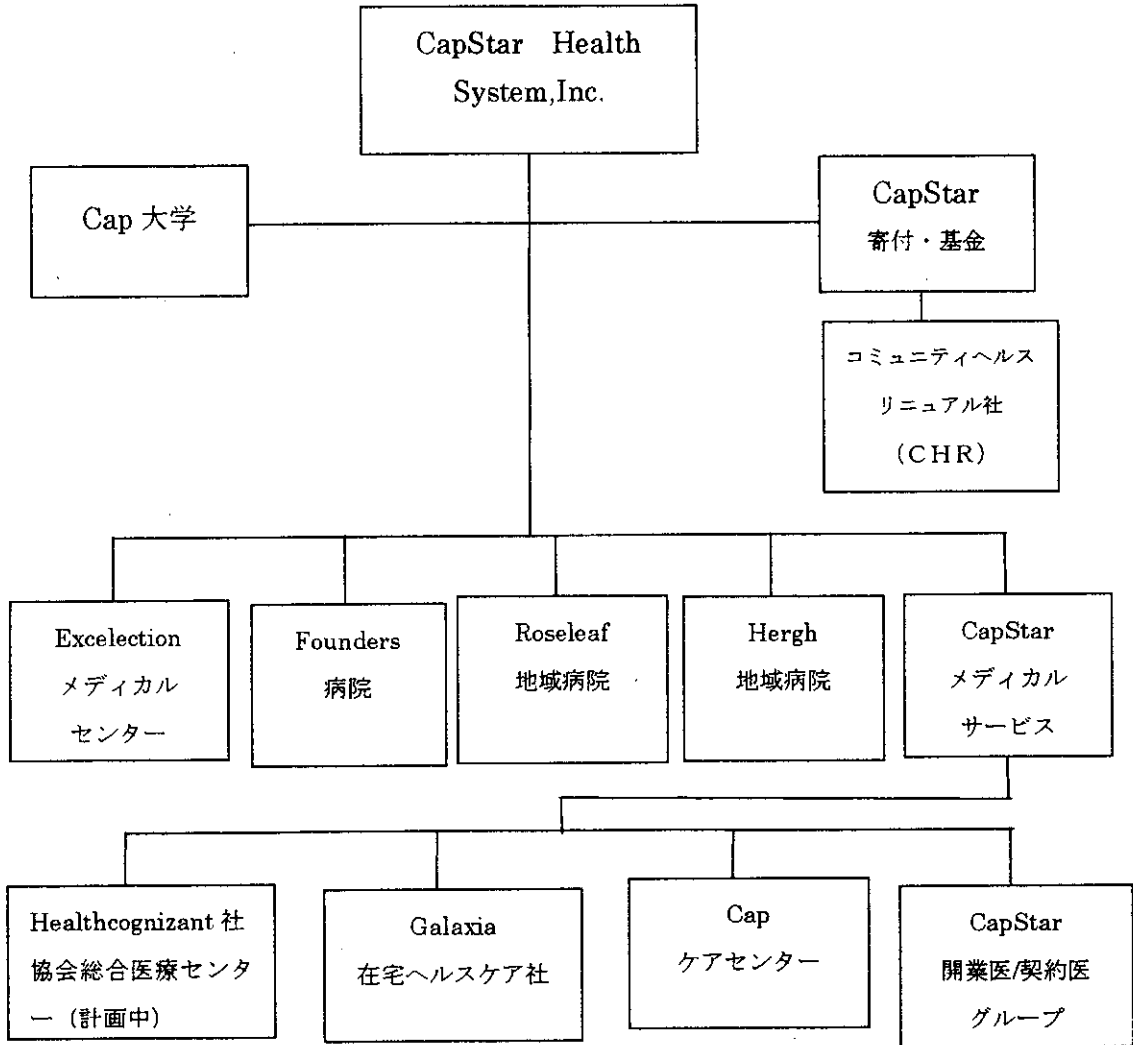 CapStar Health
System,Inc.
Cap 大学
CapStar
寄付・基金
コミュニティヘルス
リニュアル社
(CHR)
Excelection
メディカル
センター
Founders
病院
Roseleaf
地域病院
Hergh
地域病院
CapStar
メディカル
サービス
Healthcognizant 社
協会総合医療センタ
ー（計画中）
Galaxia
在宅ヘルスケア社
Cap
ケアセンター
CapStar
開業医/契約医
グループ